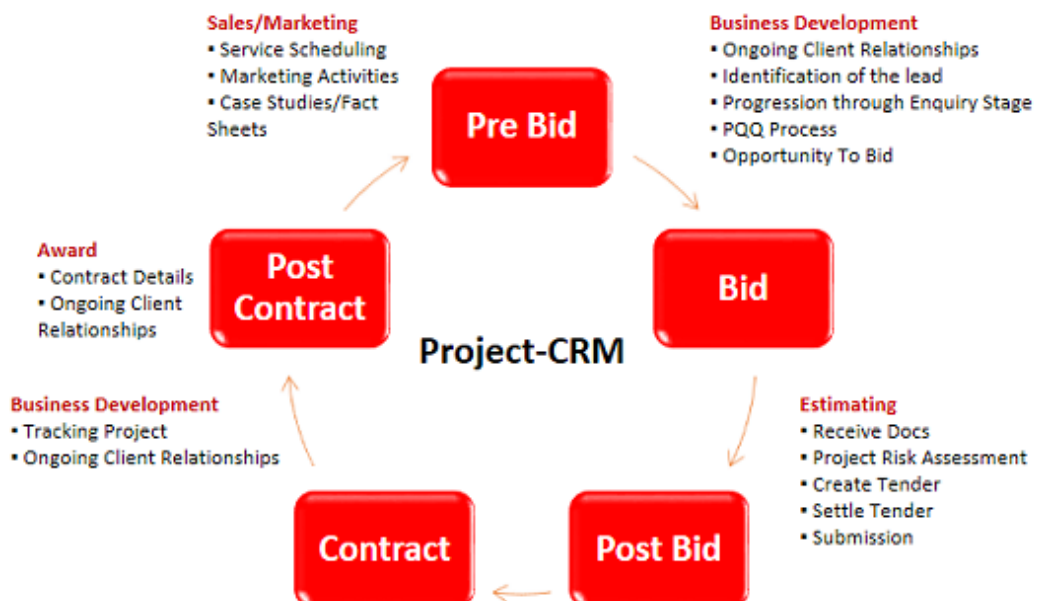 Sales/Marketing
▪ Service Scheduling
▪ Marketing Activities
▪ Case Studies/Fact
Sheets
Pre Bid
Business Development
▪ Ongoing Client Relationships
▪ Identification of the lead
▪ Progression through Enquiry Stage
▪ PQQ Process
▪ Opportunity To Bid
Award
▪ Contract Details
▪ Ongoing Client
Relationships
Post
Contract
Bid
Project-CRM
Business Development
▪ Tracking Project
▪ Ongoing Client Relationships
Estimating
▪ Receive Docs
▪ Project Risk Assessment
▪ Create Tender
▪ Settle Tender
▪ Submission
Contract
Post Bid